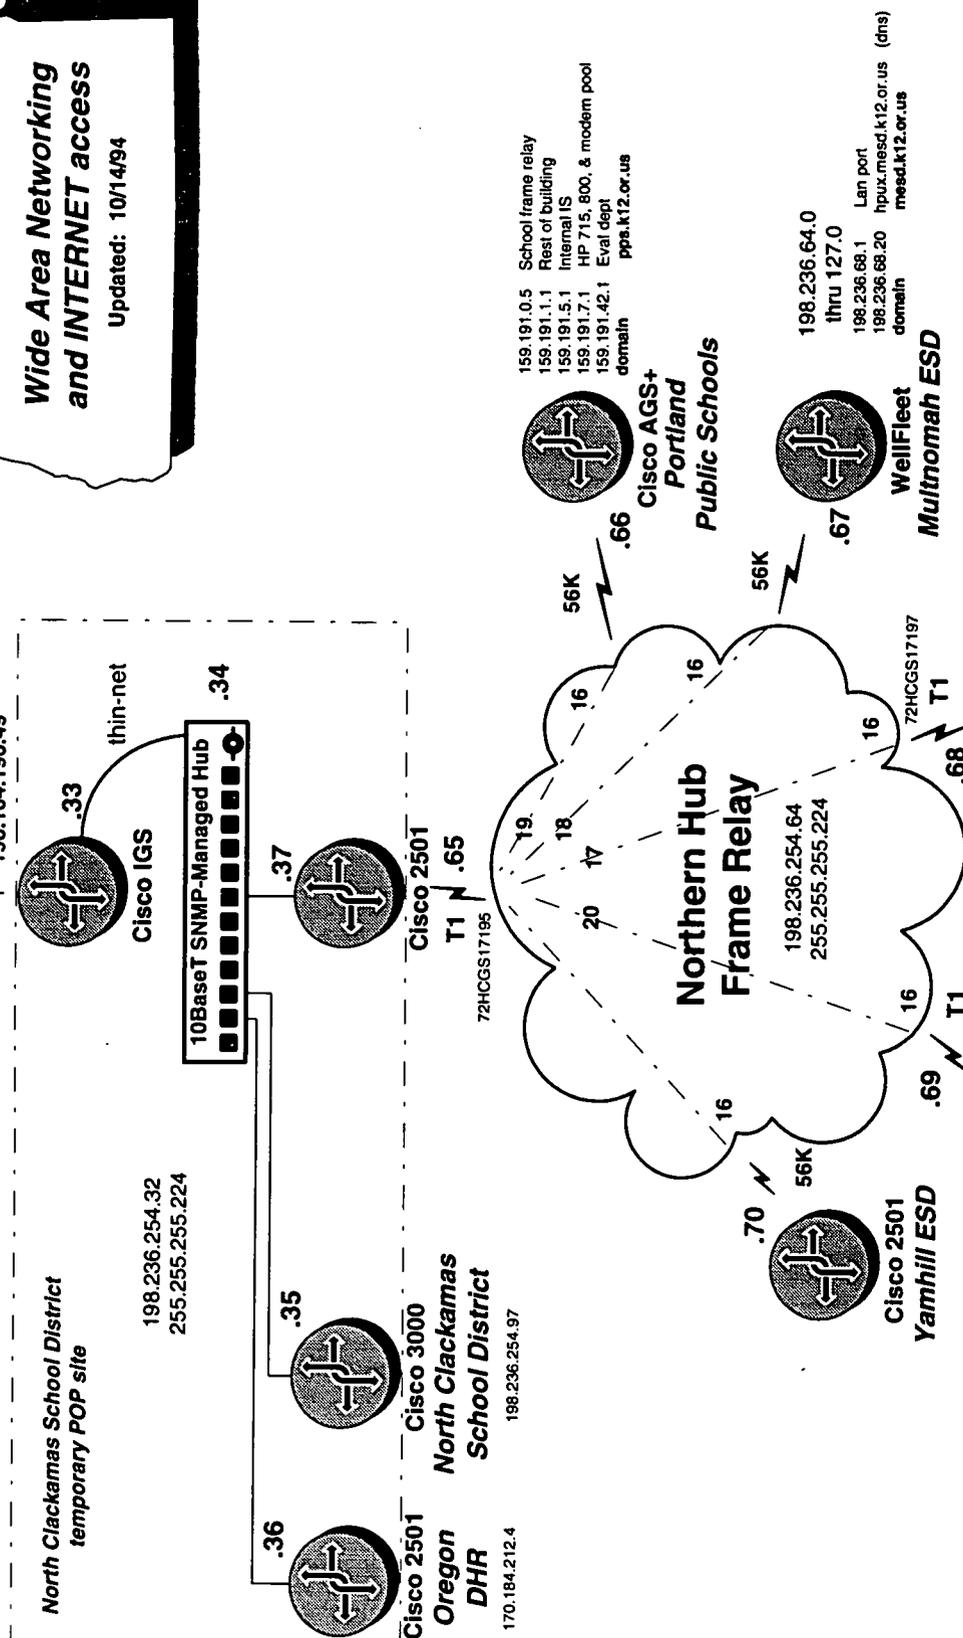 Wide Area Networking
and INTERNET access
Updated: 10/14/94
North Clackamas School District
temporary POP site
198.236.254.32
255.255.255.224
.33
thin-net
Cisco IGS
10BaseT SNMP-Managed Hub
.34
.36
Cisco 2501
Oregon
DHR
170.184.212.4
.35
Cisco 3000
North Clackamas
School District
198.236.254.97
.37
Cisco 2501
T1
.65
72HCGS17195
Northern Hub
Frame Relay
198.236.254.64
255.255.255.224
19
18
17
20
16
16
16
16
16
56K
.66
Cisco AGS+
Portland
Public Schools
159.191.0.5 School frame relay
159.191.1.1 Rest of building
159.191.5.1 Internal IS
159.191.7.1 HP 715, 800, & modem pool
159.191.42.1 Eval dept
domain pps.k12.or.us
56K
.67
WellFleet
Multnomah ESD
198.236.64.0
thru 127.0
198.236.68.1 Lan port
198.236.68.20 hpux.mesd.k12.or.us (dns)
domain mesd.k12.or.us
72HCGS17197
T1
.68
.69
T1
.70
56K
Cisco 2501
Yamhill ESD